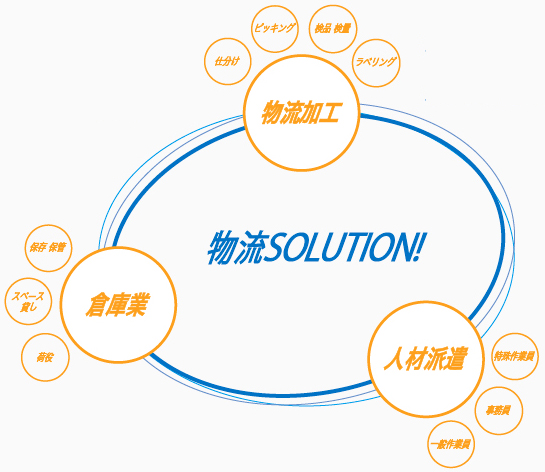 ピッキング
検品 検量
仕分け
ラベリング
物流加工
物流SOLUTION!
保存 保管
スペース
貸し
荷役
倉庫業
人材派遣
特殊作業員
事務員
一般作業員